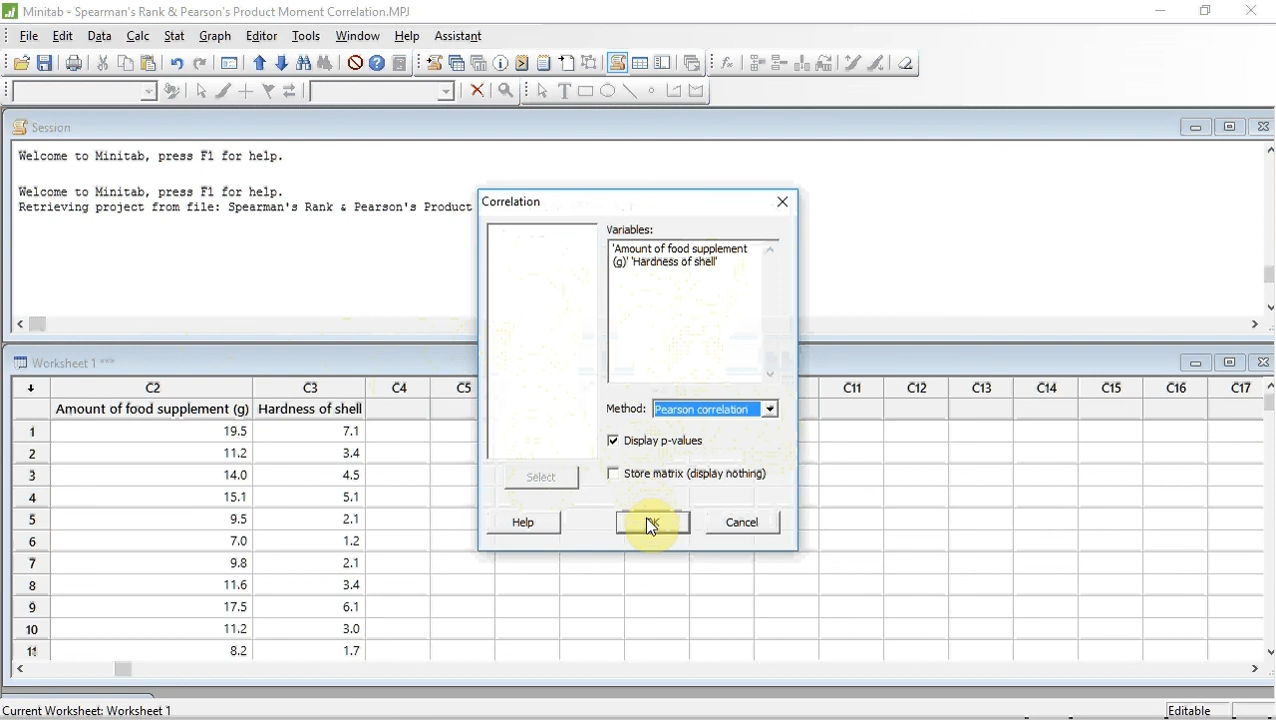 Minitab - Spearman's Rank & Pearson's Product Moment Correlation.MPJ
File Edit Data Calc Stat Graph Editor Tools Window Help Assistant
Session
Welcome to Minitab, press F1 for help.
Welcome to Minitab, press F1 for help.
Retrieving project from file: Spearman's Rank & Pearson's Product
Correlation
Variables:
'Amount of food supplement
(g)' 'Hardness of shell'
Method: Pearson correlation
Display p-values
Select
Store matrix (display nothing)
Help OK Cancel
Worksheet 1 ***
C2 C3 C4 C5 C11 C12 C13 C14 C15 C16 C17
Amount of food supplement (g) Hardness of shell
1 19.5 7.1
2 11.2 3.4
3 14.0 4.5
4 15.1 5.1
5 9.5 2.1
6 7.0 1.2
7 9.8 2.1
8 11.6 3.4
9 17.5 6.1
10 11.2 3.0
11 8.2 1.7
Current Worksheet: Worksheet 1
Editable